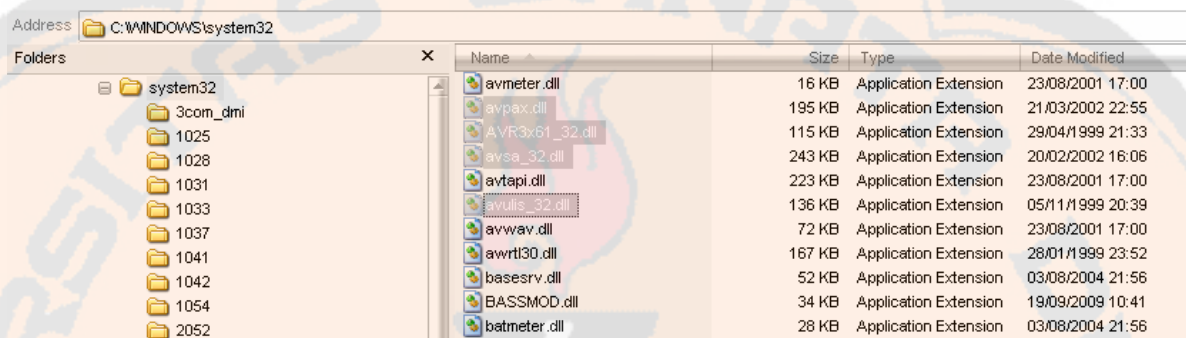 Address C:\WINDOWS\system32
Folders x Name Size Type Date Modified
system32
3com_dmi
1025
1028
1031
1033
1037
1041
1042
1054
2052
avmeter.dll 16 KB Application Extension 23/08/2001 17:00
avpax.dll 195 KB Application Extension 21/03/2002 22:55
AVR3x61_32.dll 115 KB Application Extension 29/04/1999 21:33
avsa_32.dll 243 KB Application Extension 20/02/2002 16:06
avtapi.dll 223 KB Application Extension 23/08/2001 17:00
avulis_32.dll 136 KB Application Extension 05/11/1999 20:39
avwav.dll 72 KB Application Extension 23/08/2001 17:00
awrtl30.dll 167 KB Application Extension 28/01/1999 23:52
basesrv.dll 52 KB Application Extension 03/08/2004 21:56
BASSMOD.dll 34 KB Application Extension 19/09/2009 10:41
batmeter.dll 28 KB Application Extension 03/08/2004 21:56